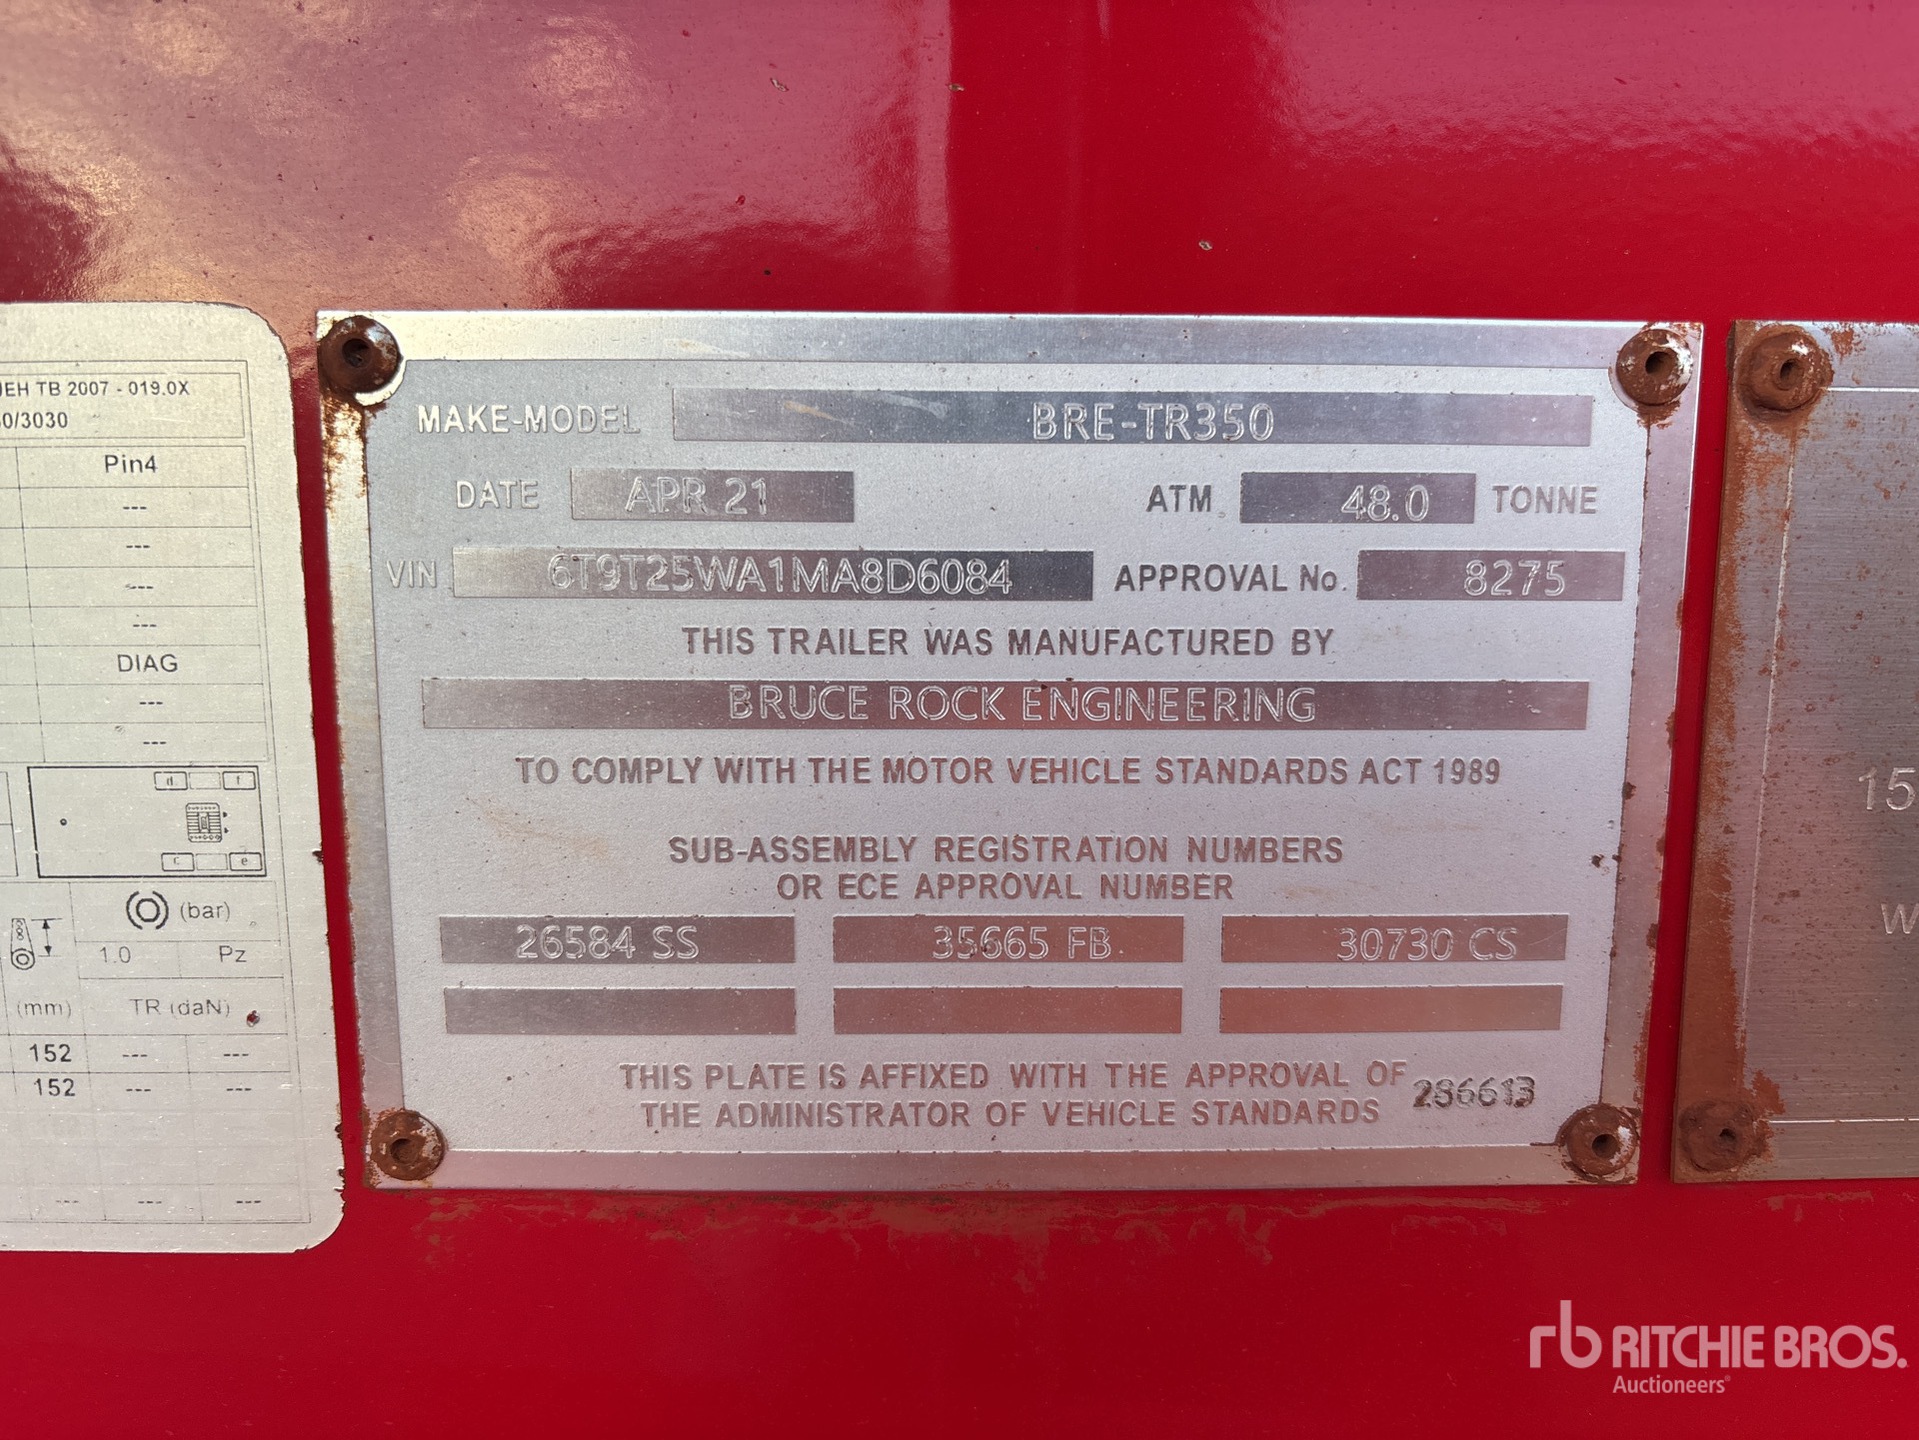 JEH TB 2007 - 019.0X
0/3030
Pin4
---
---
---
---
DIAG
---
---
d f
c e
(bar)
1.0 Pz
(mm) TR (daN)
152 --- ---
152 --- ---
--- --- ---
MAKE-MODEL BRE-TR350
DATE APR 21 ATM 48.0 TONNE
VIN 6T9T25WA1MA8D6084 APPROVAL No. 8275
THIS TRAILER WAS MANUFACTURED BY
BRUCE ROCK ENGINEERING
TO COMPLY WITH THE MOTOR VEHICLE STANDARDS ACT 1989
SUB-ASSEMBLY REGISTRATION NUMBERS
OR ECE APPROVAL NUMBER
26584 SS 35665 FB 30730 CS
THIS PLATE IS AFFIXED WITH THE APPROVAL OF
THE ADMINISTRATOR OF VEHICLE STANDARDS 286613
15
W
rb RITCHIE BROS.
Auctioneers®